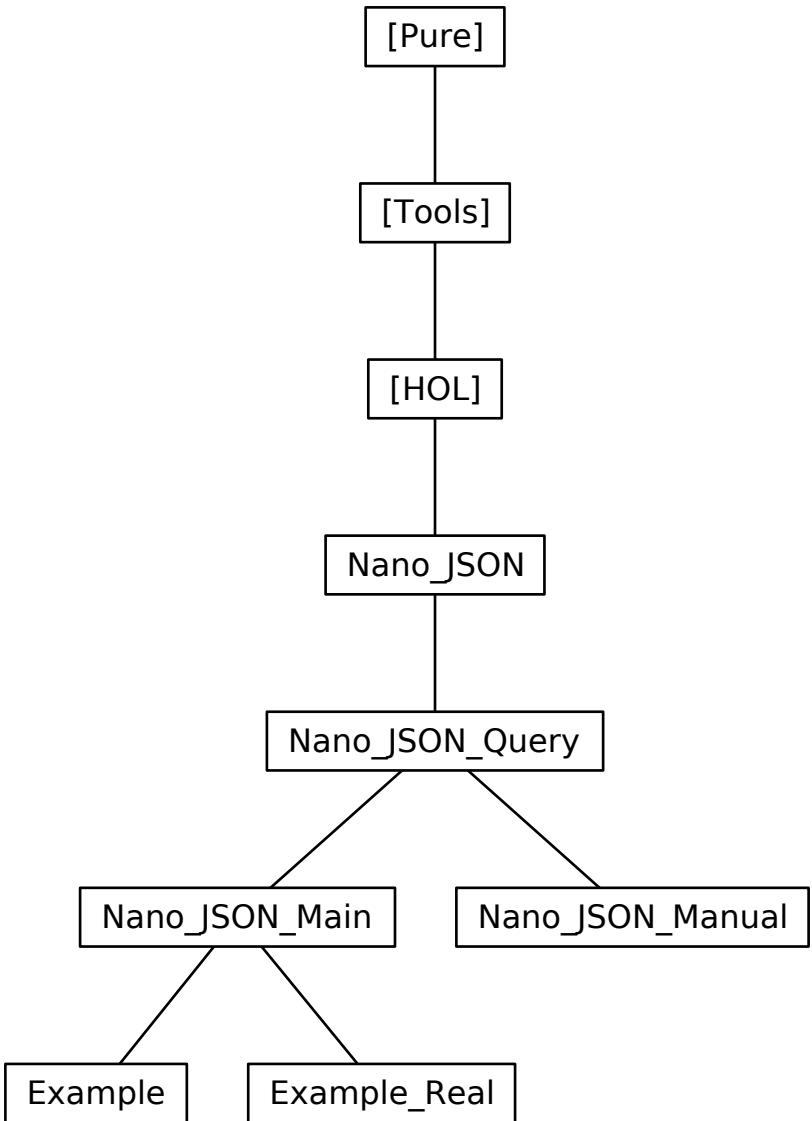 [Pure]
[Tools]
[HOL]
Nano_JSON
Nano_JSON_Query
Nano_JSON_Main
Nano_JSON_Manual
Example
Example_Real